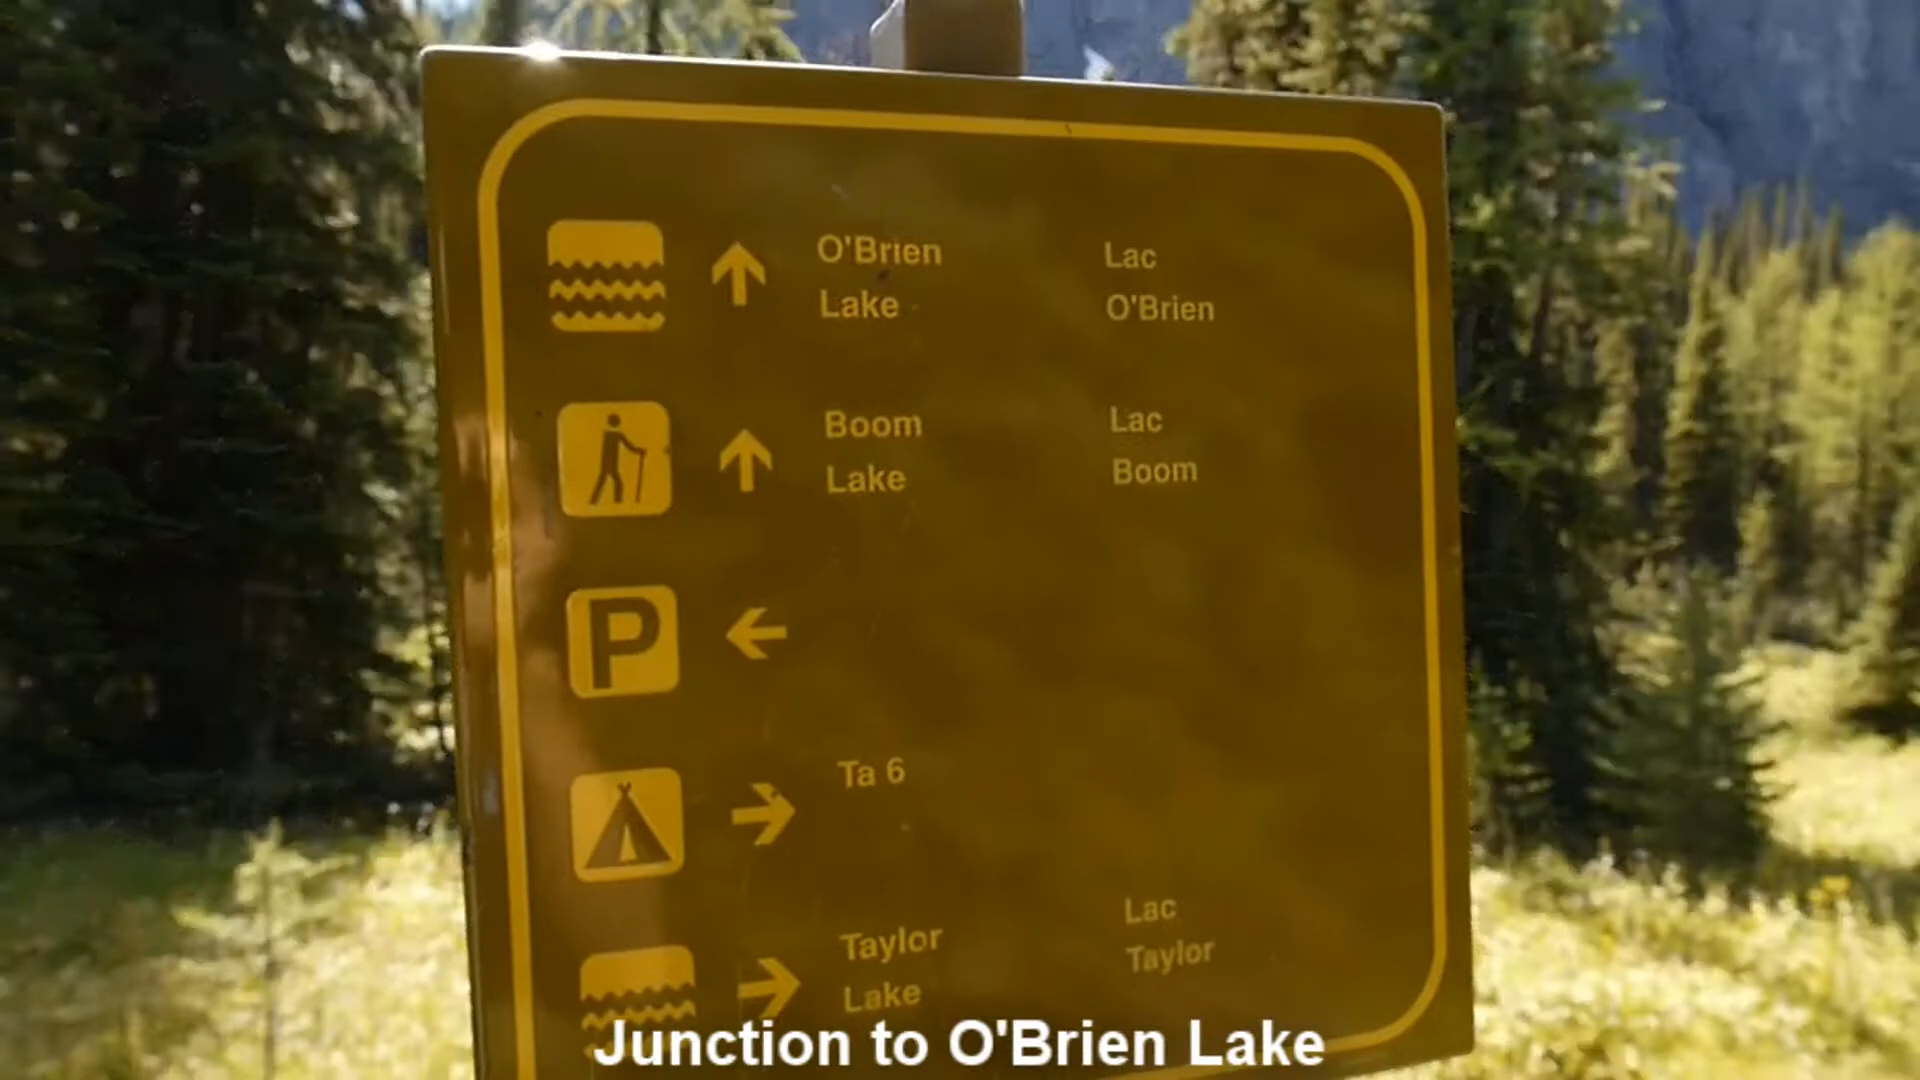 O'Brien Lac
Lake O'Brien
Boom Lac
Lake Boom
P
Ta 6
Taylor Lac
Lake Taylor
Junction to O'Brien Lake